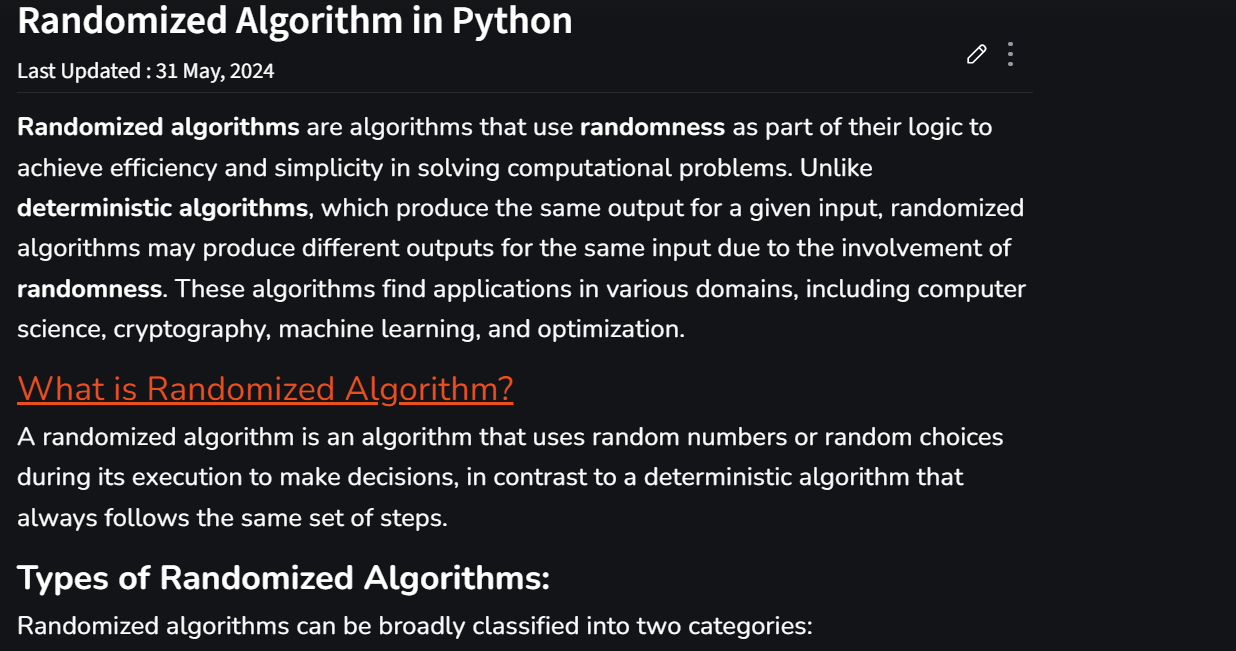 Randomized Algorithm in Python
Last Updated : 31 May, 2024
Randomized algorithms are algorithms that use randomness as part of their logic to
achieve efficiency and simplicity in solving computational problems. Unlike
deterministic algorithms, which produce the same output for a given input, randomized
algorithms may produce different outputs for the same input due to the involvement of
randomness. These algorithms find applications in various domains, including computer
science, cryptography, machine learning, and optimization.
What is Randomized Algorithm?
A randomized algorithm is an algorithm that uses random numbers or random choices
during its execution to make decisions, in contrast to a deterministic algorithm that
always follows the same set of steps.
Types of Randomized Algorithms:
Randomized algorithms can be broadly classified into two categories: